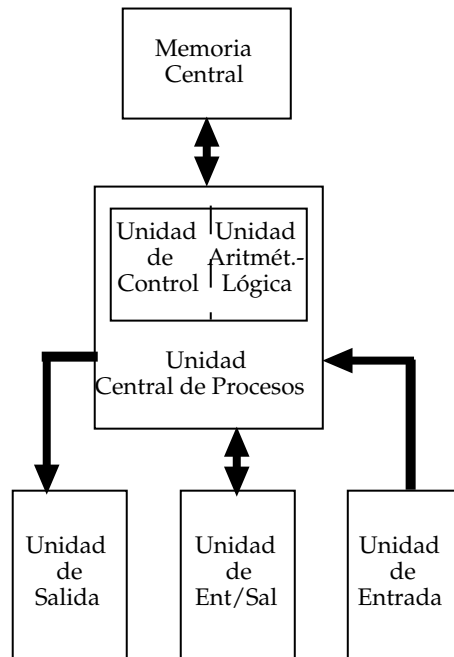 Memoria
Central
Unidad
de
Control
Unidad
Aritmét.-
Lógica
Unidad
Central de Procesos
Unidad
de
Salida
Unidad
de
Ent/Sal
Unidad
de
Entrada